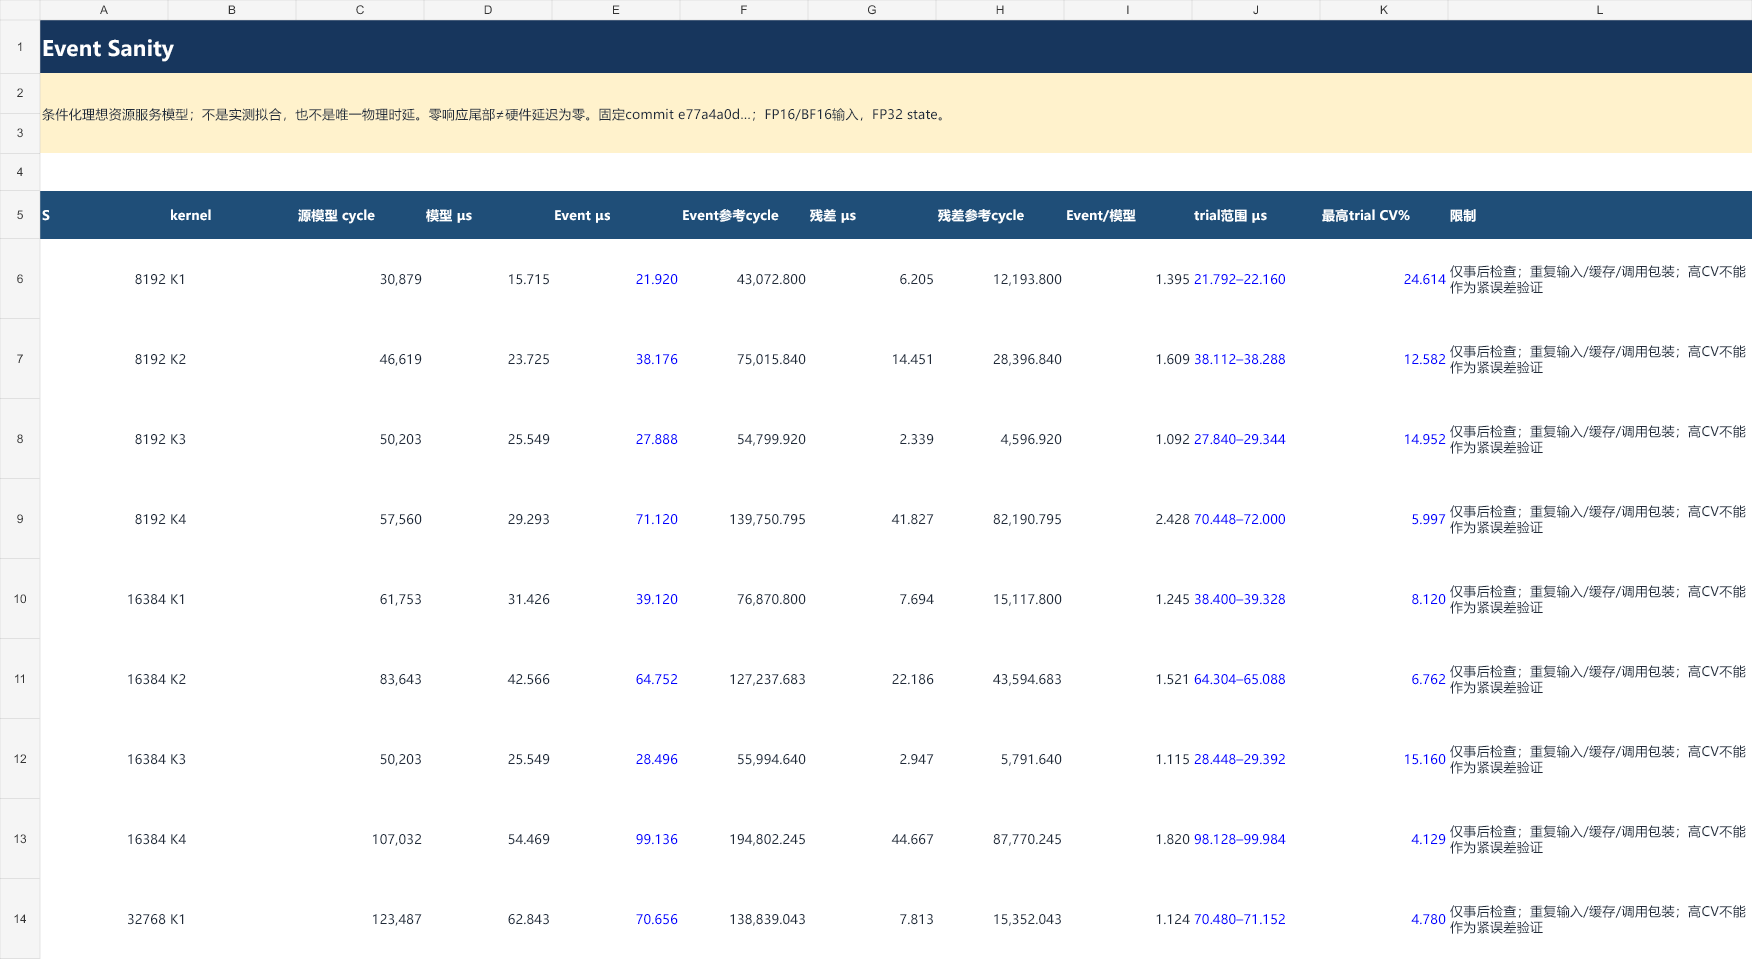 A B C D E F G H I J K L
1 Event Sanity
2
条件化理想资源服务模型；不是实测拟合，也不是唯一物理时延。零响应尾部≠硬件延迟为零。固定commit e77a4a0d...；FP16/BF16输入，FP32 state。
3
4
5 S kernel 源模型 cycle 模型 μs Event μs Event参考cycle 残差 μs 残差参考cycle Event/模型 trial范围 μs 最高trial CV% 限制
6 8192 K1 30,879 15.715 21.920 43,072.800 6.205 12,193.800 1.395 21.792–22.160 24.614 仅事后检查；重复输入/缓存/调用包装；高CV不能
作为紧误差验证
7 8192 K2 46,619 23.725 38.176 75,015.840 14.451 28,396.840 1.609 38.112–38.288 12.582 仅事后检查；重复输入/缓存/调用包装；高CV不能
作为紧误差验证
8 8192 K3 50,203 25.549 27.888 54,799.920 2.339 4,596.920 1.092 27.840–29.344 14.952 仅事后检查；重复输入/缓存/调用包装；高CV不能
作为紧误差验证
9 8192 K4 57,560 29.293 71.120 139,750.795 41.827 82,190.795 2.428 70.448–72.000 5.997 仅事后检查；重复输入/缓存/调用包装；高CV不能
作为紧误差验证
10 16384 K1 61,753 31.426 39.120 76,870.800 7.694 15,117.800 1.245 38.400–39.328 8.120 仅事后检查；重复输入/缓存/调用包装；高CV不能
作为紧误差验证
11 16384 K2 83,643 42.566 64.752 127,237.683 22.186 43,594.683 1.521 64.304–65.088 6.762 仅事后检查；重复输入/缓存/调用包装；高CV不能
作为紧误差验证
12 16384 K3 50,203 25.549 28.496 55,994.640 2.947 5,791.640 1.115 28.448–29.392 15.160 仅事后检查；重复输入/缓存/调用包装；高CV不能
作为紧误差验证
13 16384 K4 107,032 54.469 99.136 194,802.245 44.667 87,770.245 1.820 98.128–99.984 4.129 仅事后检查；重复输入/缓存/调用包装；高CV不能
作为紧误差验证
14 32768 K1 123,487 62.843 70.656 138,839.043 7.813 15,352.043 1.124 70.480–71.152 4.780 仅事后检查；重复输入/缓存/调用包装；高CV不能
作为紧误差验证